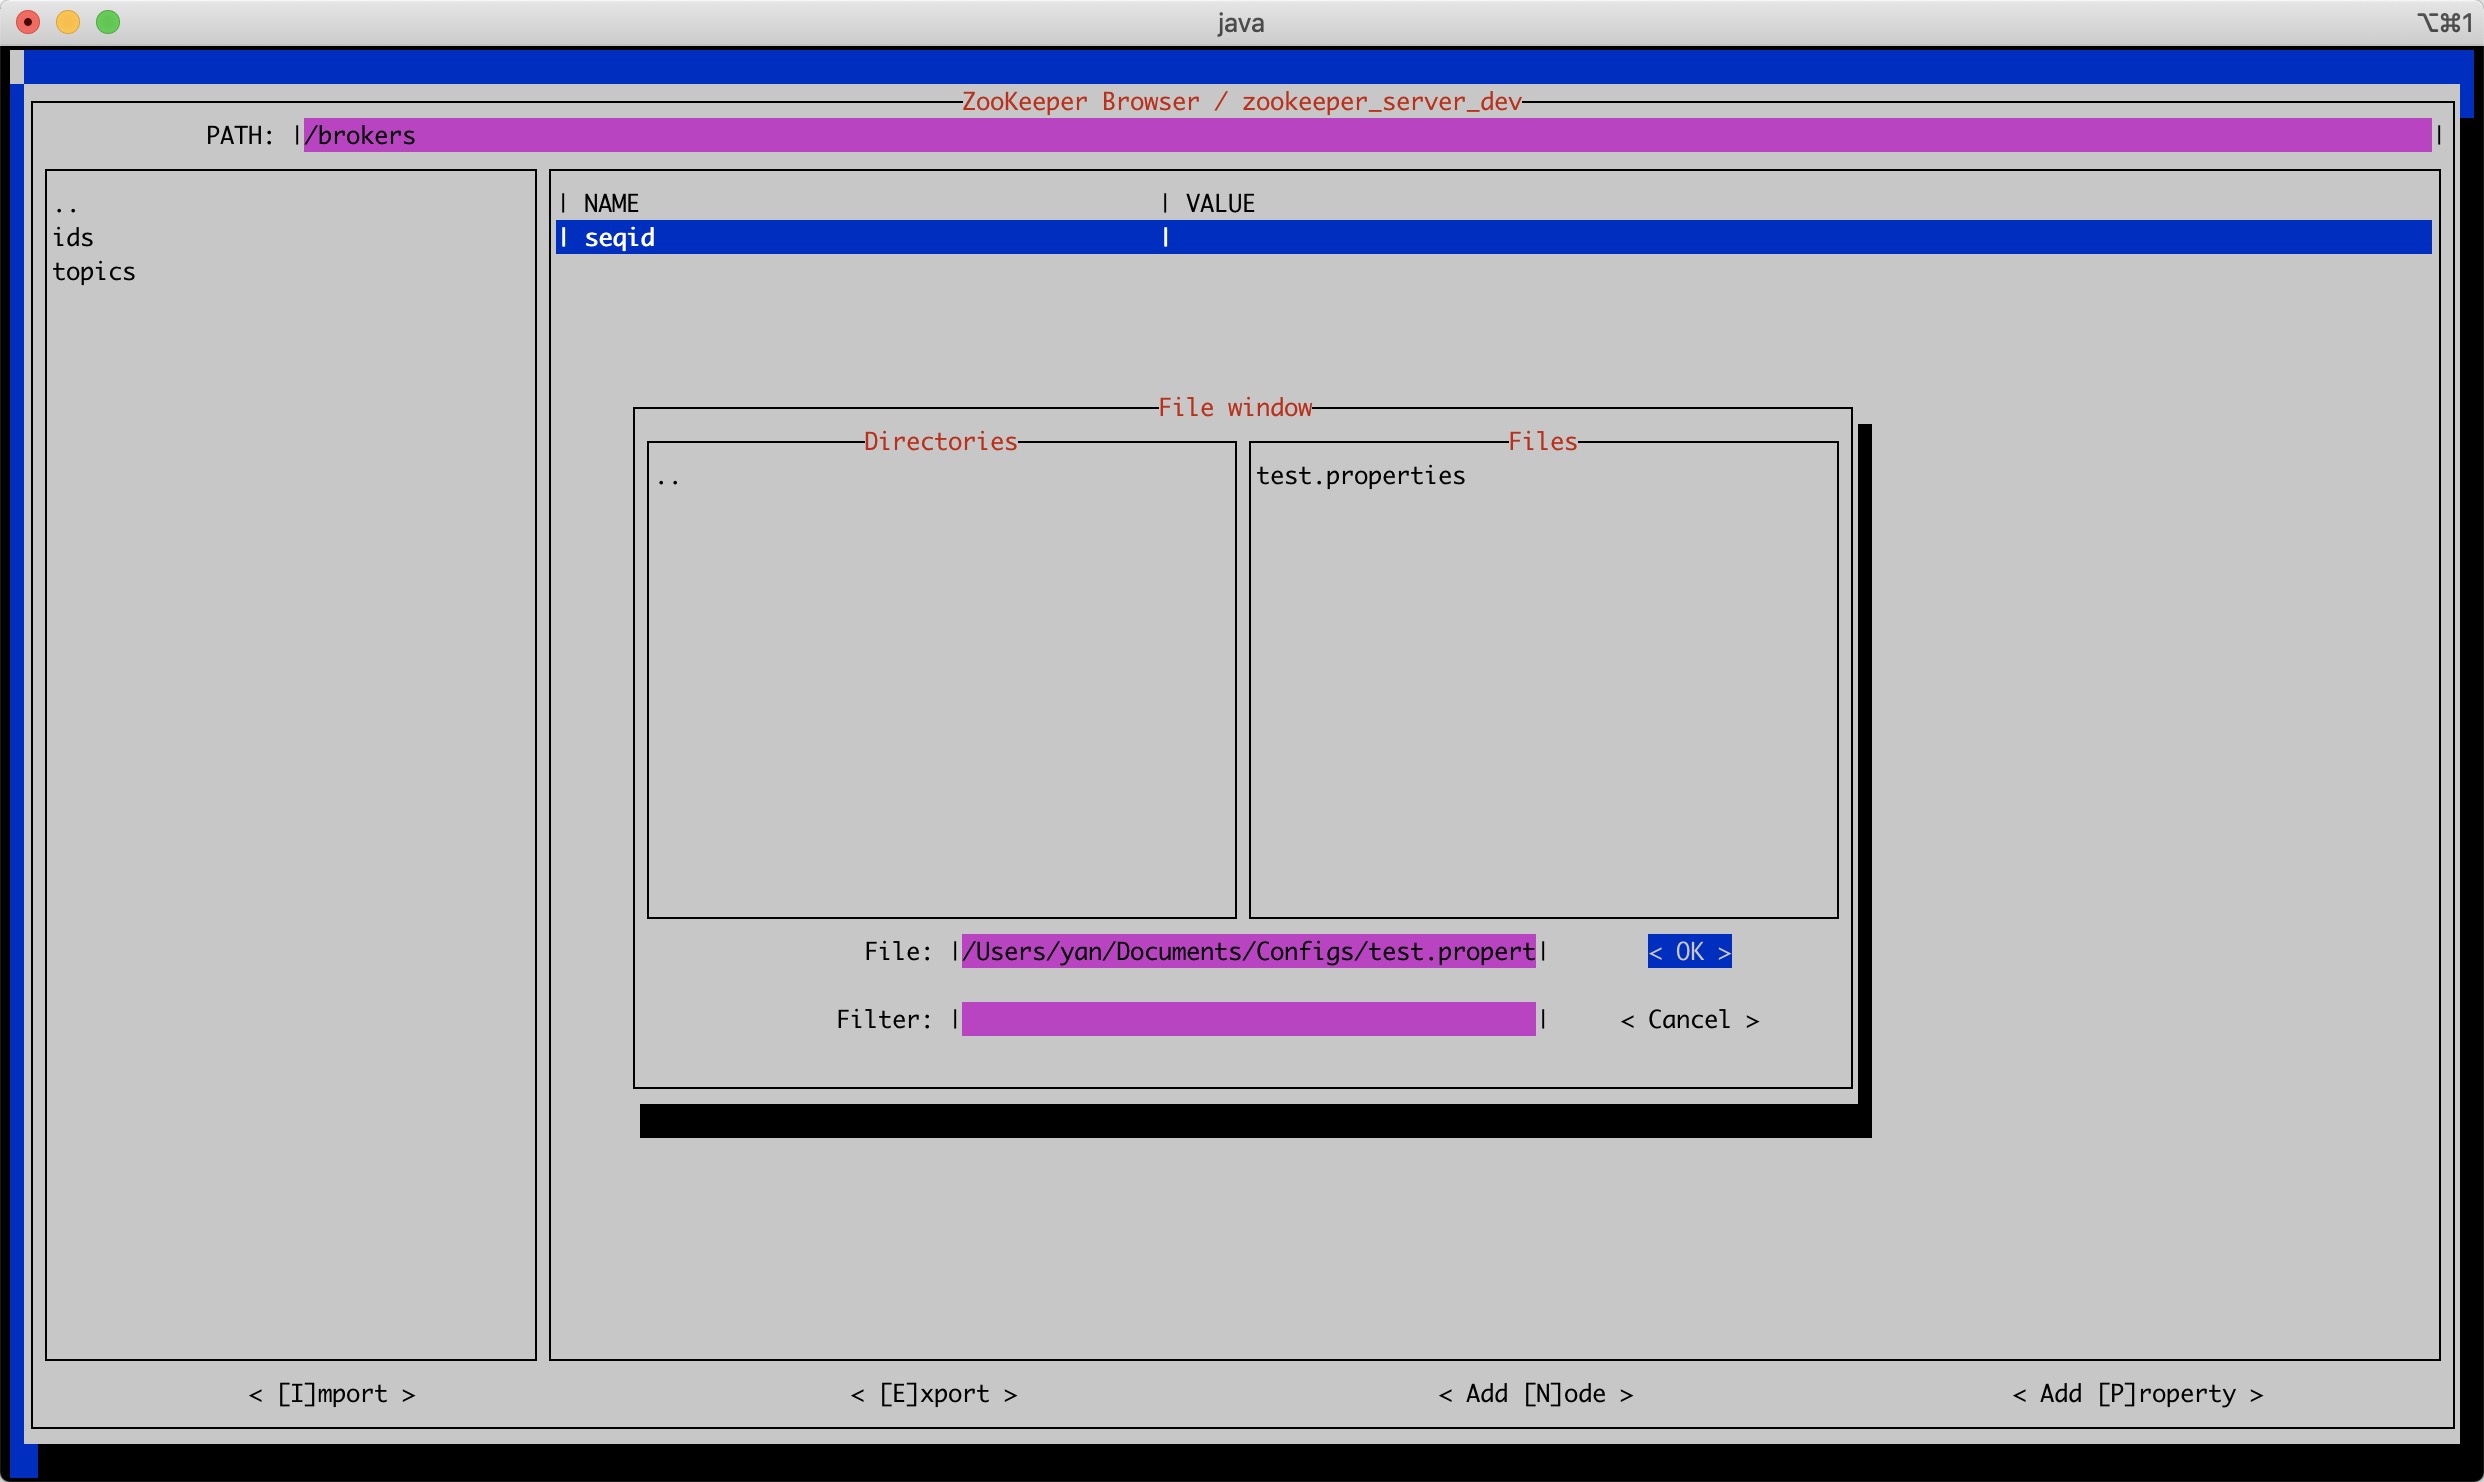 java
⌥⌘1
ZooKeeper Browser / zookeeper_server_dev
PATH: |/brokers|
..
ids
topics
| NAME | VALUE
| seqid |
File window
Directories
..
Files
test.properties
File: |/Users/yan/Documents/Configs/test.propert| < OK >
Filter: | | < Cancel >
< [I]mport > < [E]xport > < Add [N]ode > < Add [P]roperty >